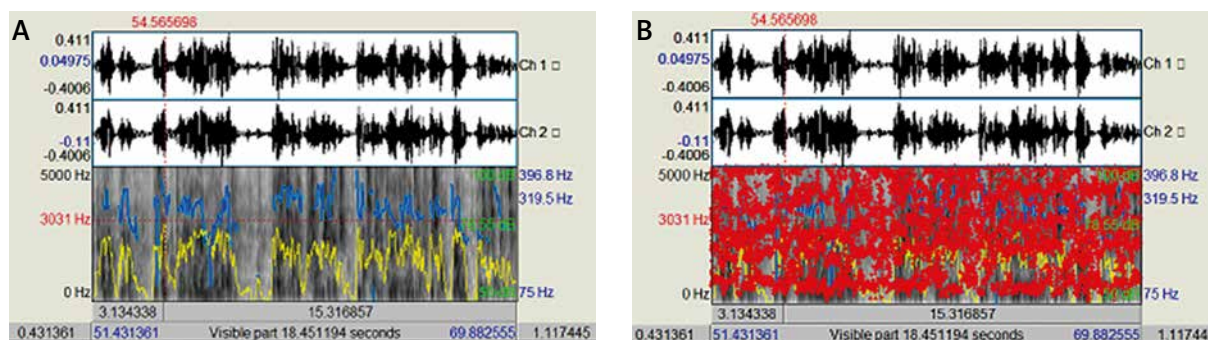 A
54.565698
0.411
0.04975
-0.4006
Ch 1
0.411
-0.11
-0.4006
Ch 2
5000 Hz
396.8 Hz
319.5 Hz
3031 Hz
0 Hz
75 Hz
3.134338
15.316857
0.431361
51.431361
Visible part 18.451194 seconds
69.882555
1.117445
B
54.565698
0.411
0.04975
-0.4006
Ch 1
0.411
-0.11
-0.4006
Ch 2
5000 Hz
396.8 Hz
319.5 Hz
3031 Hz
0 Hz
75 Hz
3.134338
15.316857
0.431361
51.431361
Visible part 18.451194 seconds
69.882555
1.11744